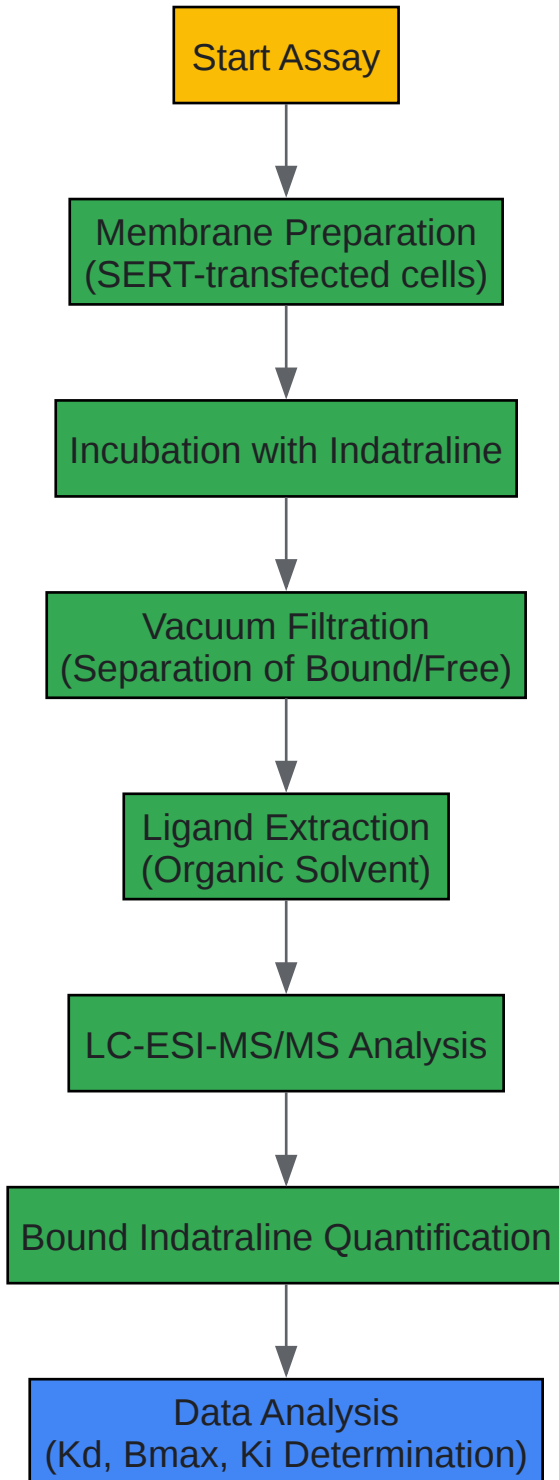 Start Assay
Membrane Preparation
(SERT-transfected cells)
Incubation with Indatraline
Vacuum Filtration
(Separation of Bound/Free)
Ligand Extraction
(Organic Solvent)
LC-ESI-MS/MS Analysis
Bound Indatraline Quantification
Data Analysis
(Kd, Bmax, Ki Determination)